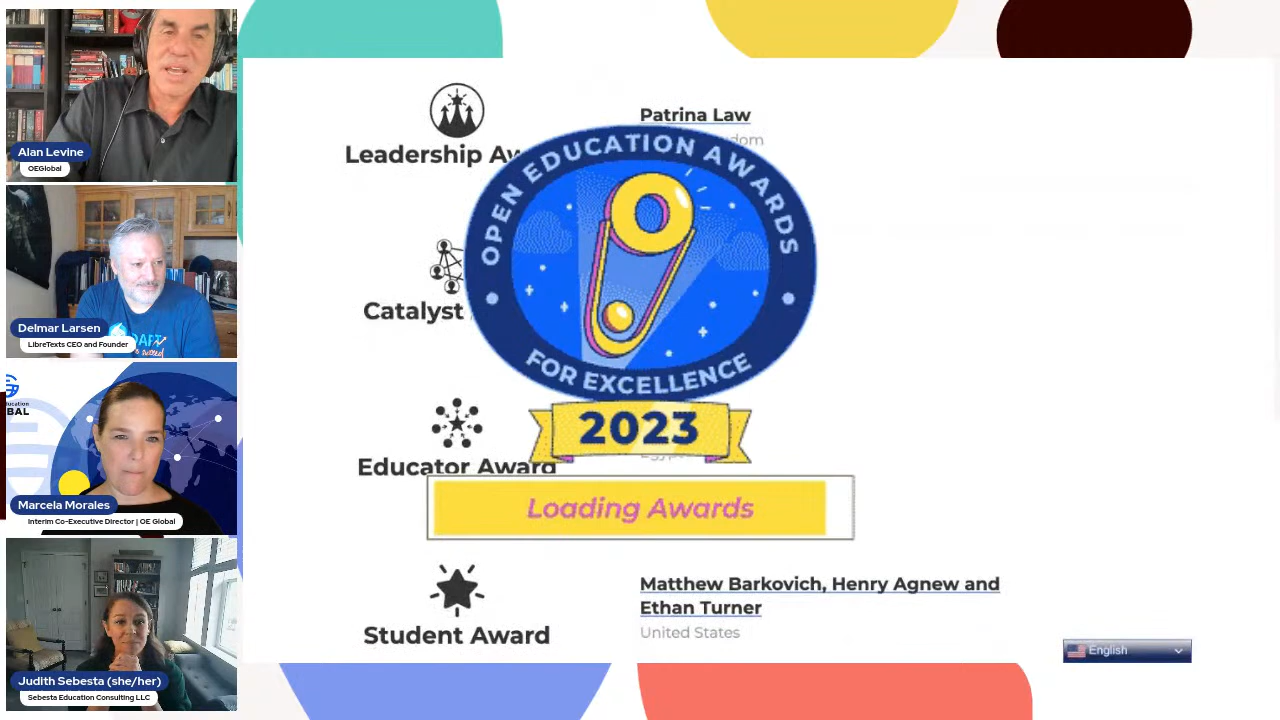 Alan Levine
OEGlobal
Delmar Larsen
LibreTexts CEO and Founder
Marcela Morales
Interim Co-Executive Director | OE Global
Judith Sebesta (she/her)
Sebesta Education Consulting LLC
Patrina Law
Leadership
OPEN EDUCATION AWARDS
FOR EXCELLENCE
2023
Catalyst
Educator Award
Loading Awards
Student Award
Matthew Barkovich, Henry Agnew and
Ethan Turner
United States
English